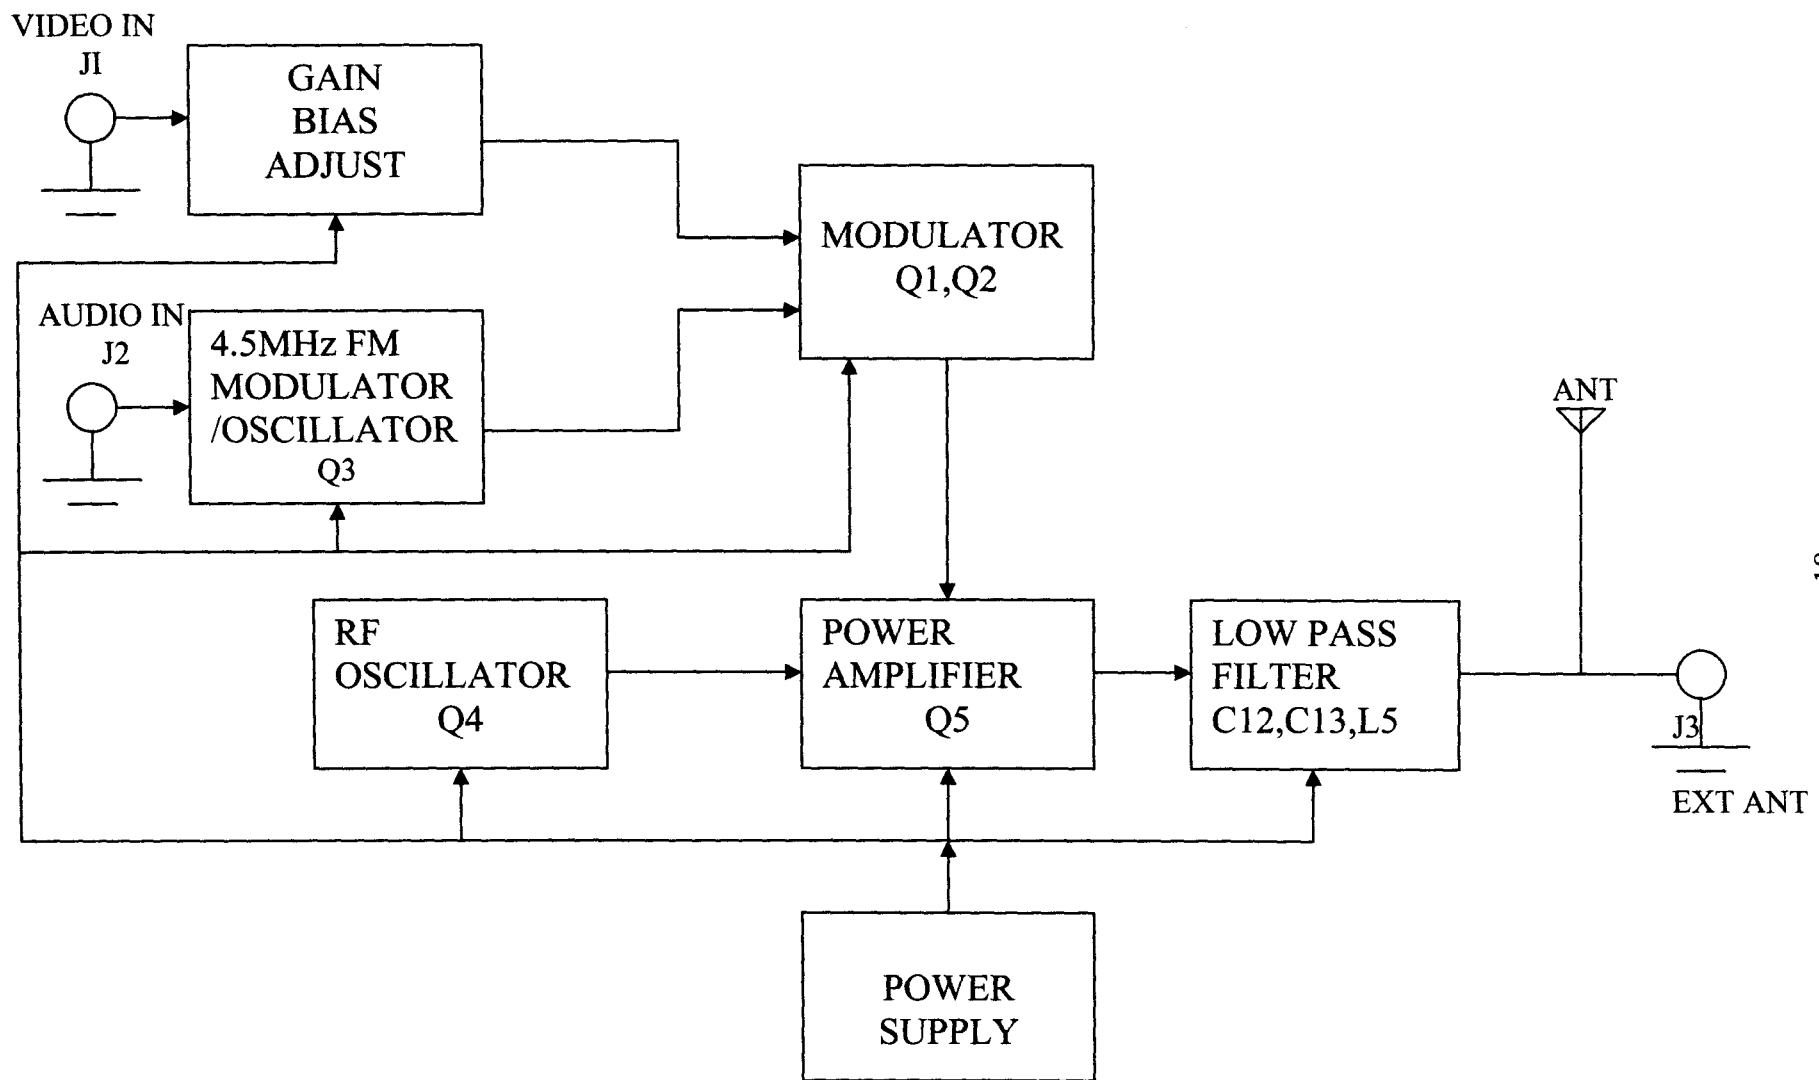 VIDEO IN
JI
GAIN
BIAS
ADJUST
MODULATOR
Q1,Q2
AUDIO IN
J2
4.5MHz FM
MODULATOR
/OSCILLATOR
Q3
ANT
RF
OSCILLATOR
Q4
POWER
AMPLIFIER
Q5
LOW PASS
FILTER
C12,C13,L5
J3
EXT ANT
POWER
SUPPLY